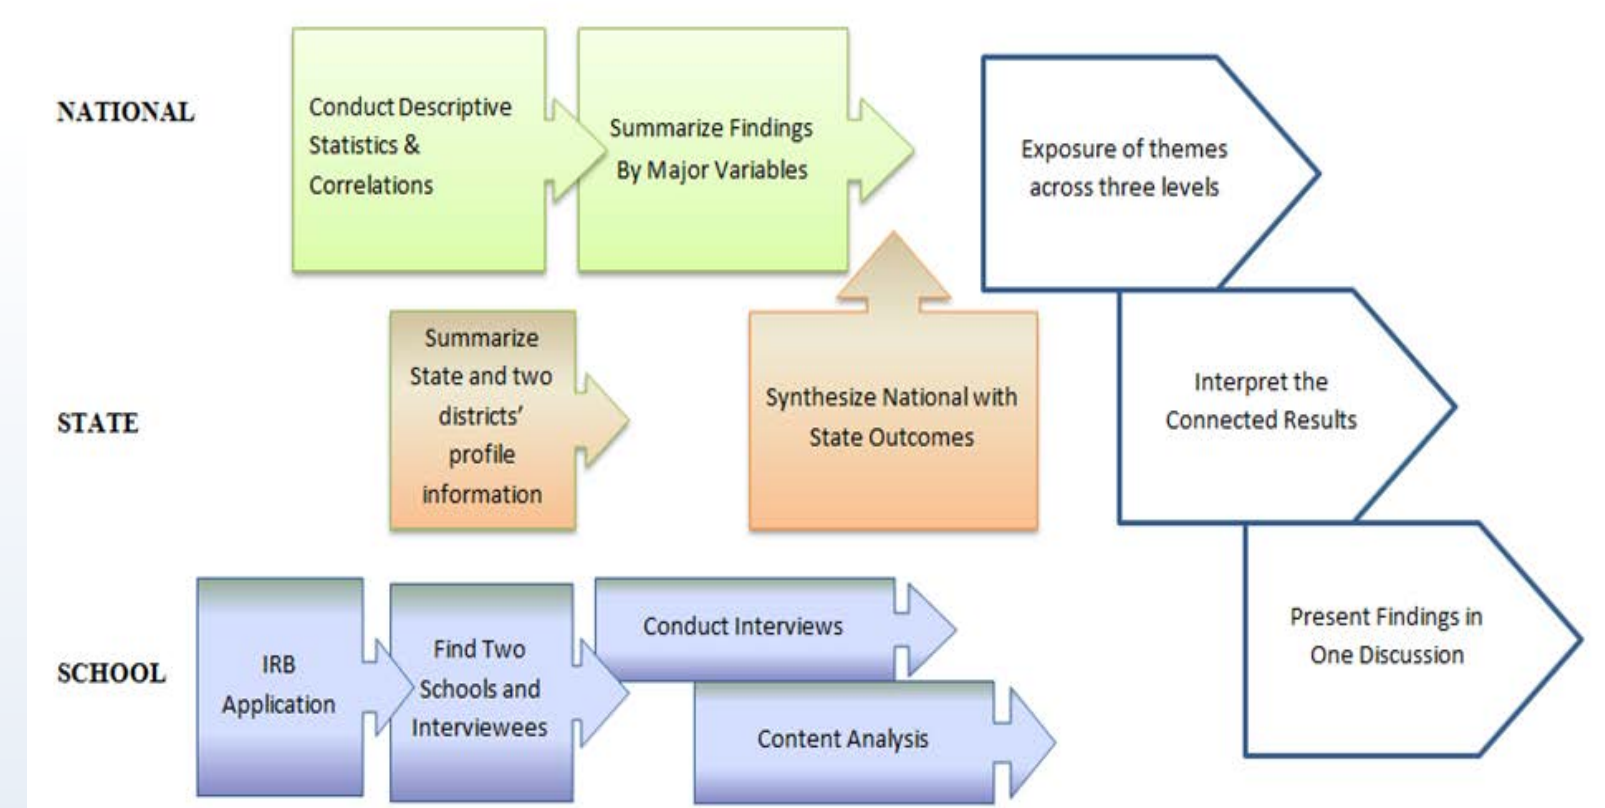 NATIONAL
Conduct Descriptive
Statistics &
Correlations
Summarize Findings
By Major Variables
Exposure of themes
across three levels
STATE
Summarize
State and two
districts’
profile
information
Synthesize National with
State Outcomes
Interpret the
Connected Results
SCHOOL
IRB
Application
Find Two
Schools and
Interviewees
Conduct Interviews
Content Analysis
Present Findings in
One Discussion